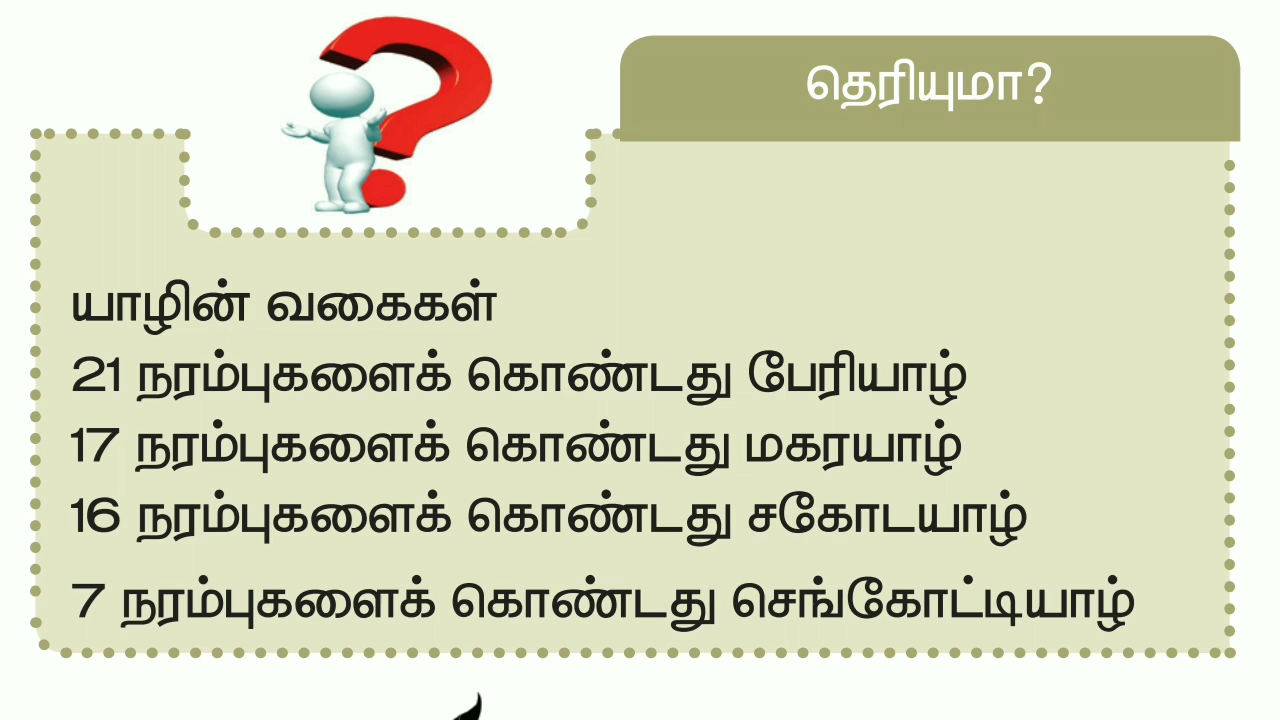 தெரியுமா?
யாழின் வகைகள்
21 நரம்புகளைக் கொண்டது பேரியாழ்
17 நரம்புகளைக் கொண்டது மகரயாழ்
16 நரம்புகளைக் கொண்டது சகோடயாழ்
7 நரம்புகளைக் கொண்டது செங்கோட்டியாழ்